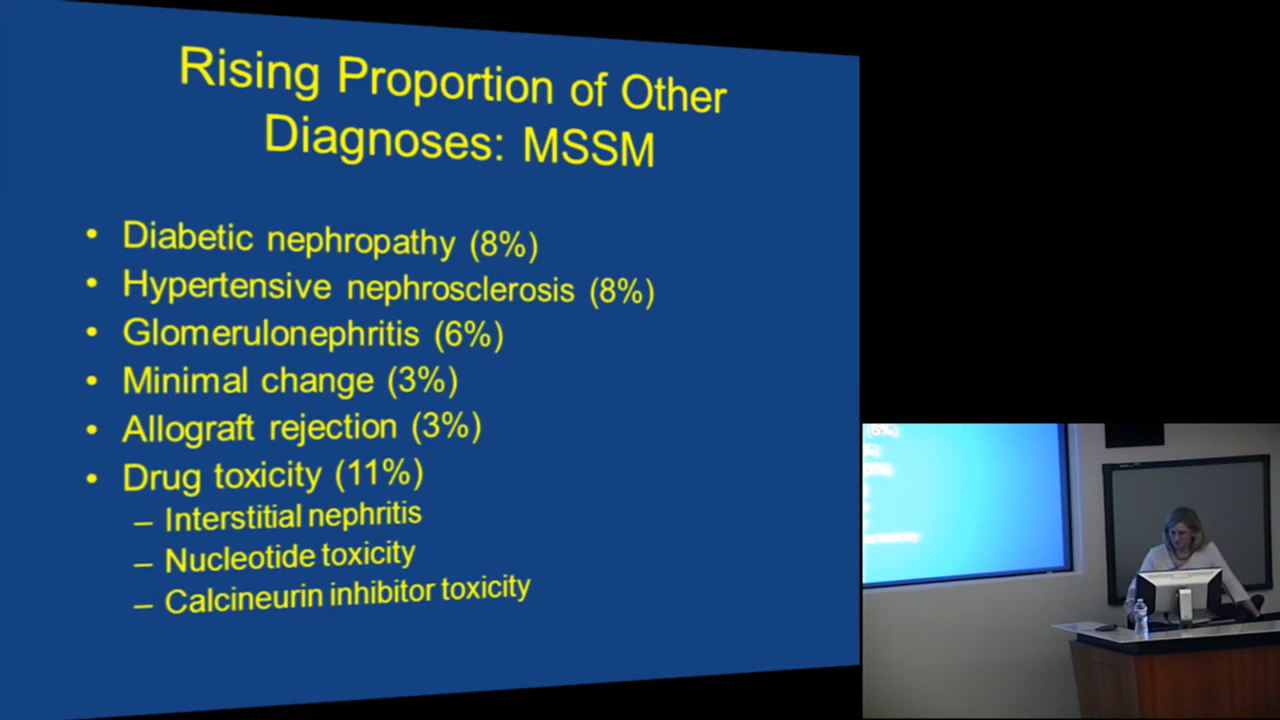 Rising Proportion of Other
Diagnoses: MSSM
• Diabetic nephropathy (8%)
• Hypertensive nephrosclerosis (8%)
• Glomerulonephritis (6%)
• Minimal change (3%)
• Allograft rejection (3%)
• Drug toxicity (11%)
– Interstitial nephritis
– Nucleotide toxicity
– Calcineurin inhibitor toxicity